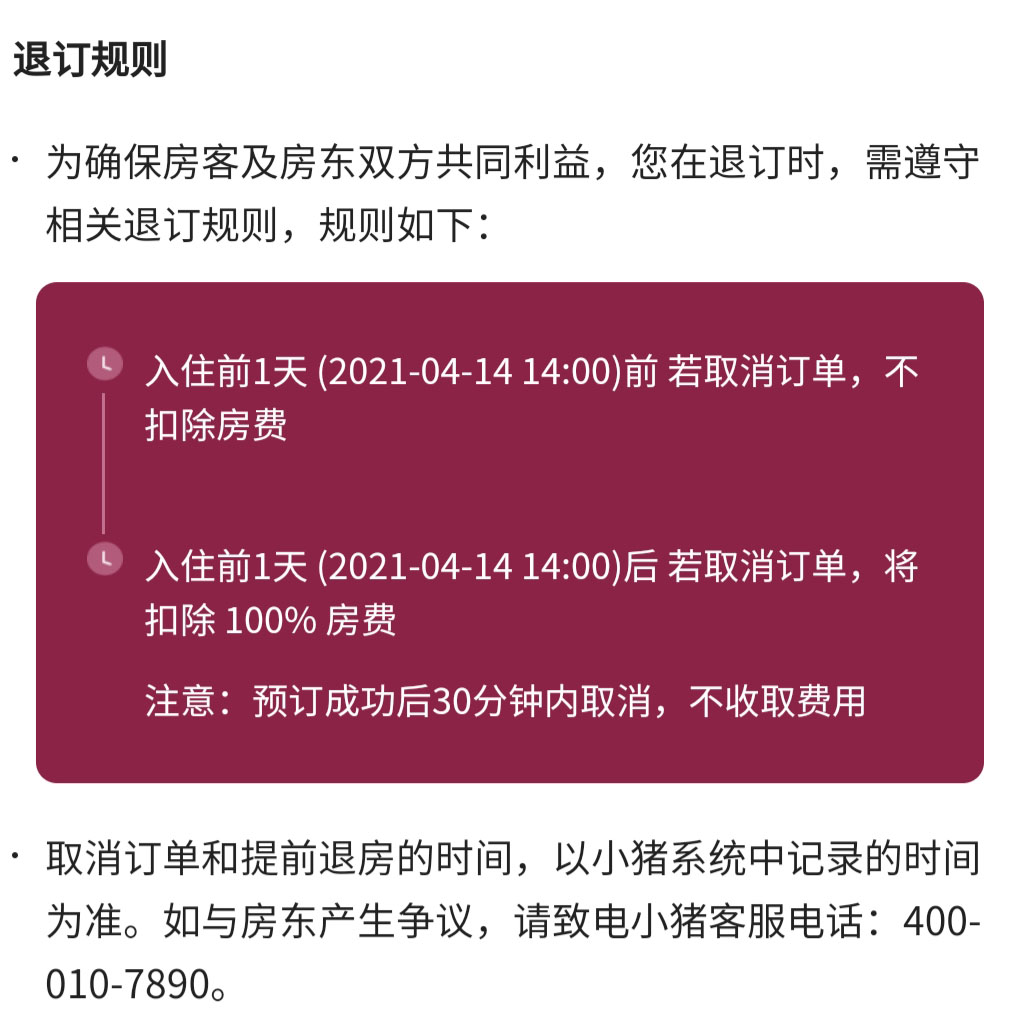 退订规则
· 为确保房客及房东双方共同利益，您在退订时，需遵守
相关退订规则，规则如下：
入住前1天 (2021-04-14 14:00)前 若取消订单，不
扣除房费
入住前1天 (2021-04-14 14:00)后 若取消订单，将
扣除 100% 房费
注意：预订成功后30分钟内取消，不收取费用
· 取消订单和提前退房的时间，以小猪系统中记录的时间
为准。如与房东产生争议，请致电小猪客服电话：400-
010-7890。